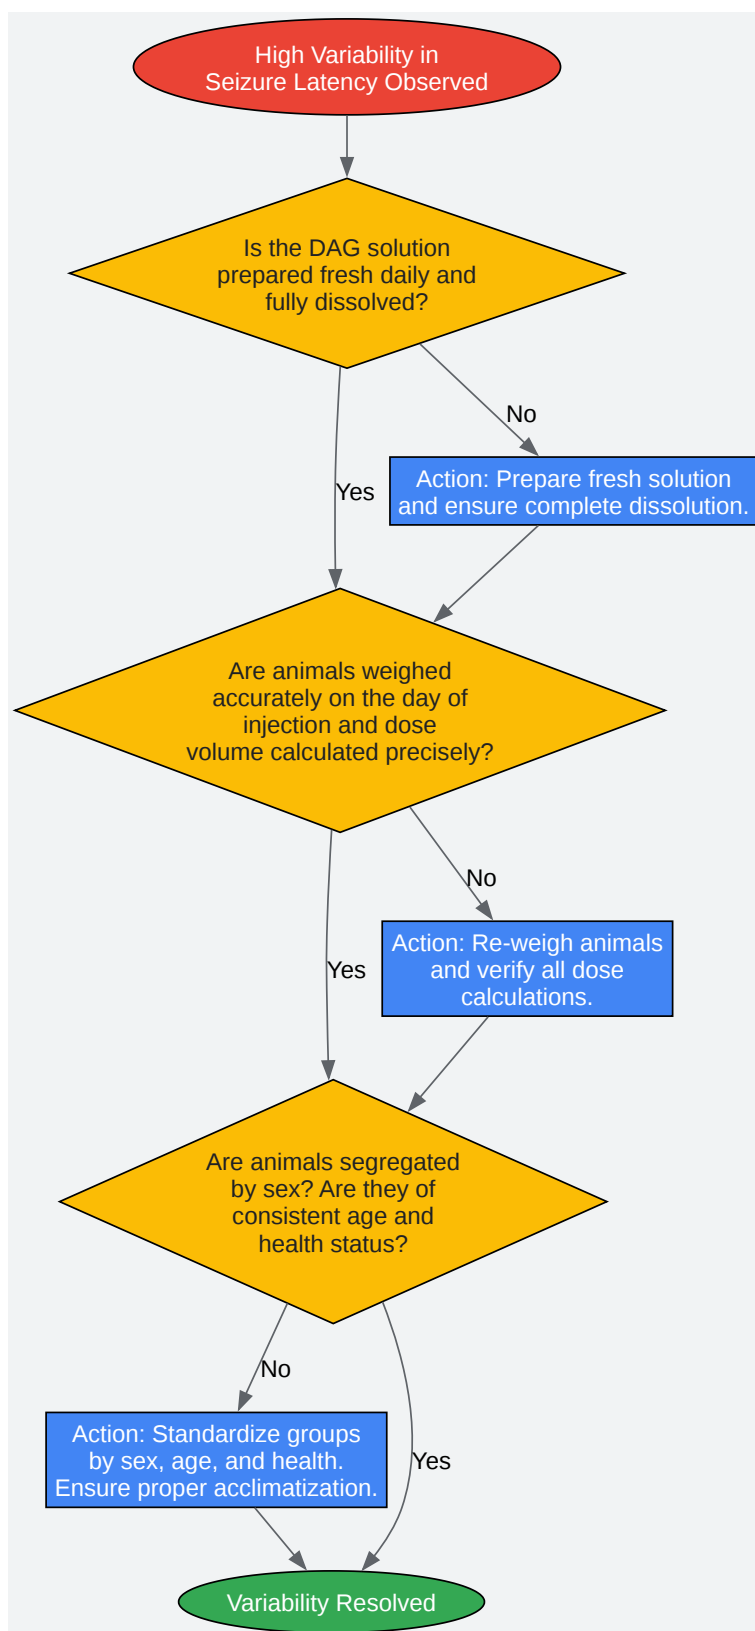 High Variability in
Seizure Latency Observed
Is the DAG solution
prepared fresh daily and
fully dissolved?
No
Yes
Action: Prepare fresh solution
and ensure complete dissolution.
Are animals weighed
accurately on the day of
injection and dose
volume calculated precisely?
No
Yes
Action: Re-weigh animals
and verify all dose
calculations.
Are animals segregated
by sex? Are they of
consistent age and
health status?
No
Yes
Action: Standardize groups
by sex, age, and health.
Ensure proper acclimatization.
Variability Resolved